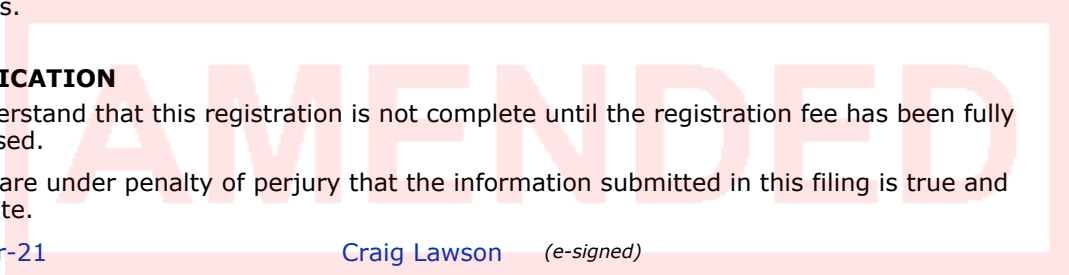 s.
ICATION
erstand that this registration is not complete until the registration fee has been fully
sed.
are under penalty of perjury that the information submitted in this filing is true and
te.
r-21 Craig Lawson (e-signed)
AMENDED